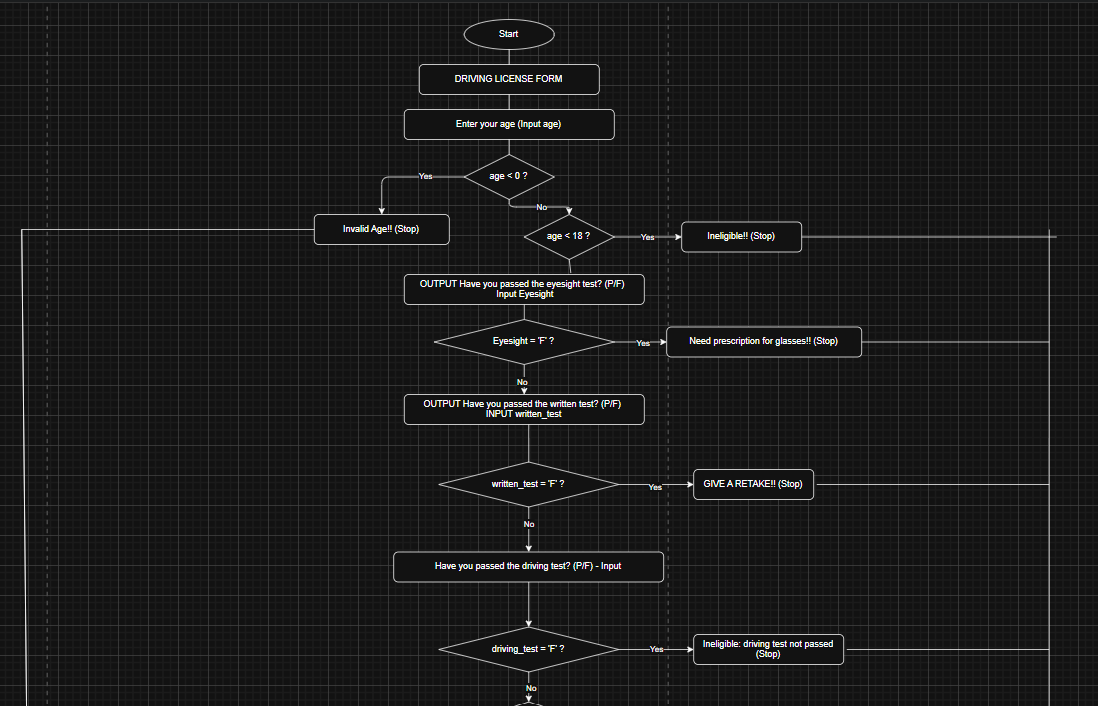 Start
DRIVING LICENSE FORM
Enter your age (Input age)
age < 0 ?
Yes
No
Invalid Age!! (Stop)
age < 18 ?
Yes
Ineligible!! (Stop)
OUTPUT Have you passed the eyesight test? (P/F)
Input Eyesight
Eyesight = 'F' ?
Yes
Need prescription for glasses!! (Stop)
No
OUTPUT Have you passed the written test? (P/F)
INPUT written_test
written_test = 'F' ?
Yes
GIVE A RETAKE!! (Stop)
No
Have you passed the driving test? (P/F) - Input
driving_test = 'F' ?
Yes
Ineligible: driving test not passed
(Stop)
No